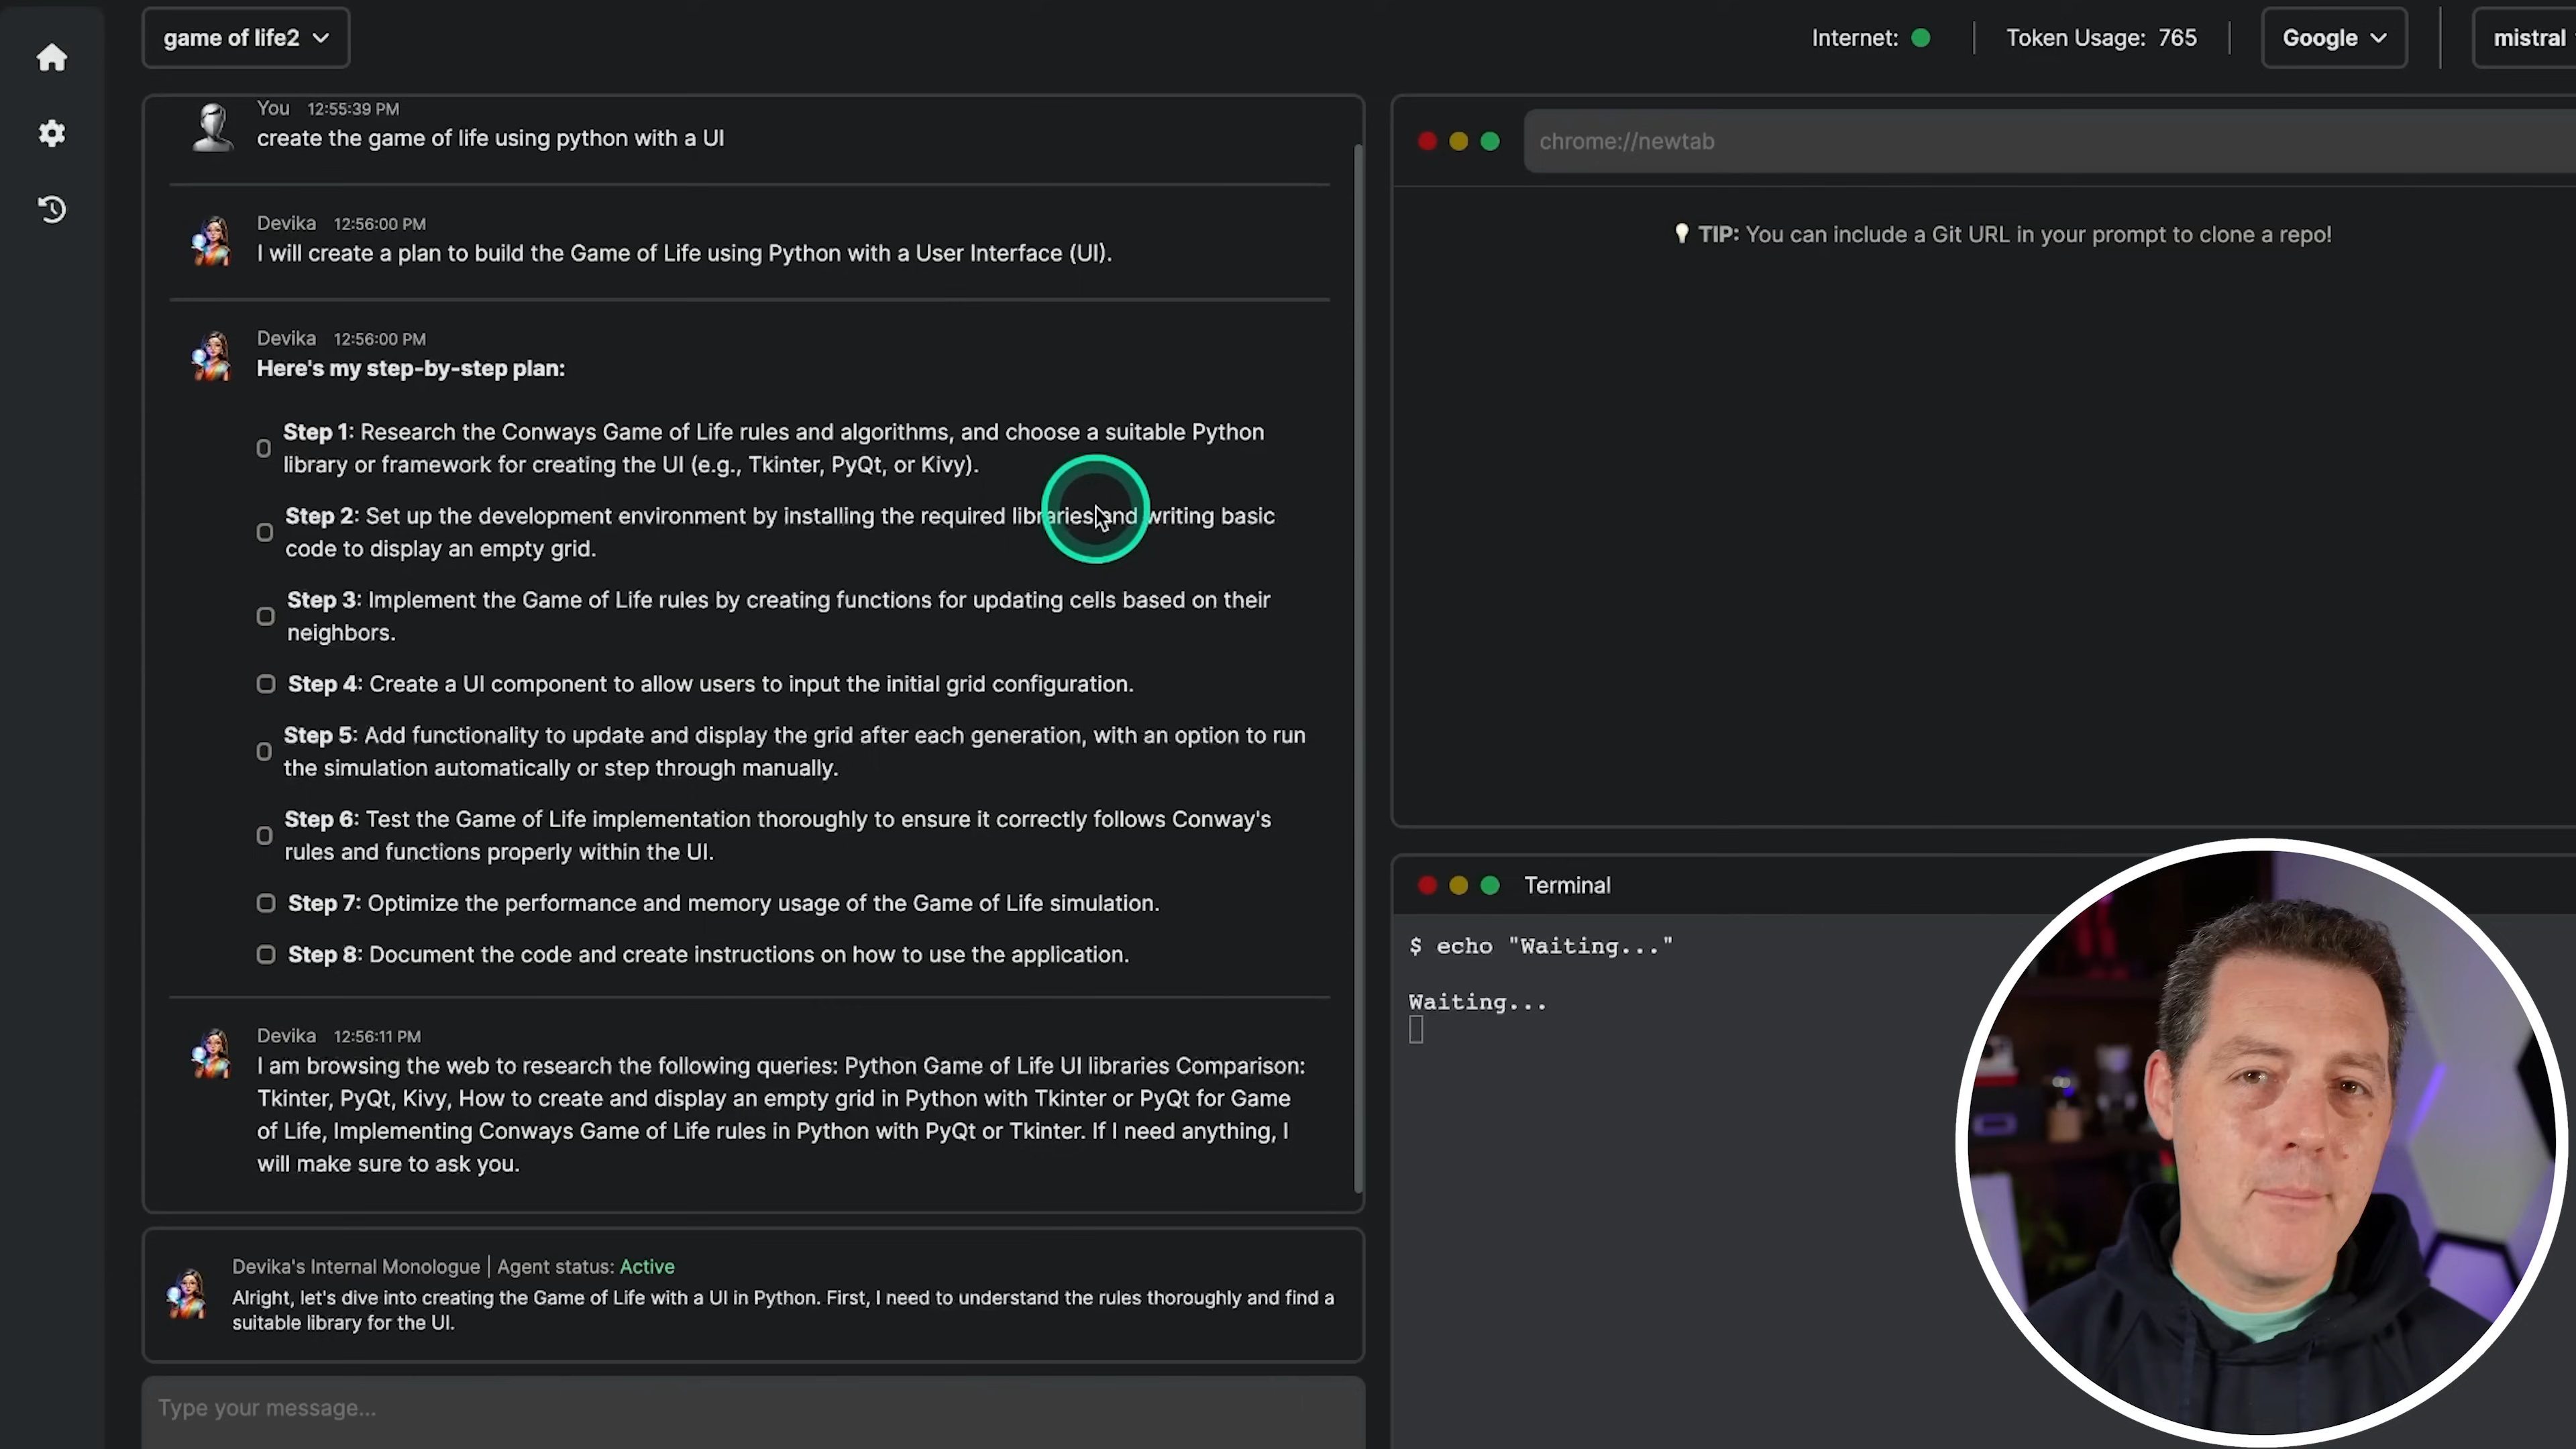 game of life2
Internet:
Token Usage: 765
Google
mistral
You 12:55:39 PM
create the game of life using python with a UI
Devika 12:56:00 PM
I will create a plan to build the Game of Life using Python with a User Interface (UI).
Devika 12:56:00 PM
Here's my step-by-step plan:
Step 1: Research the Conways Game of Life rules and algorithms, and choose a suitable Python
library or framework for creating the UI (e.g., Tkinter, PyQt, or Kivy).
Step 2: Set up the development environment by installing the required libraries and writing basic
code to display an empty grid.
Step 3: Implement the Game of Life rules by creating functions for updating cells based on their
neighbors.
Step 4: Create a UI component to allow users to input the initial grid configuration.
Step 5: Add functionality to update and display the grid after each generation, with an option to run
the simulation automatically or step through manually.
Step 6: Test the Game of Life implementation thoroughly to ensure it correctly follows Conway's
rules and functions properly within the UI.
Step 7: Optimize the performance and memory usage of the Game of Life simulation.
Step 8: Document the code and create instructions on how to use the application.
Devika 12:56:11 PM
I am browsing the web to research the following queries: Python Game of Life UI libraries Comparison:
Tkinter, PyQt, Kivy, How to create and display an empty grid in Python with Tkinter or PyQt for Game
of Life, Implementing Conways Game of Life rules in Python with PyQt or Tkinter. If I need anything, I
will make sure to ask you.
Devika's Internal Monologue | Agent status: Active
Alright, let's dive into creating the Game of Life with a UI in Python. First, I need to understand the rules thoroughly and find a
suitable library for the UI.
Type your message...
chrome://newtab
TIP: You can include a Git URL in your prompt to clone a repo!
Terminal
$ echo "Waiting..."
Waiting...